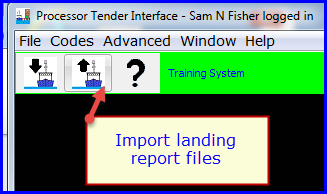 Processor Tender Interface - Sam N Fisher logged in
File Codes Advanced Window Help
?
Training System
Import landing
report files